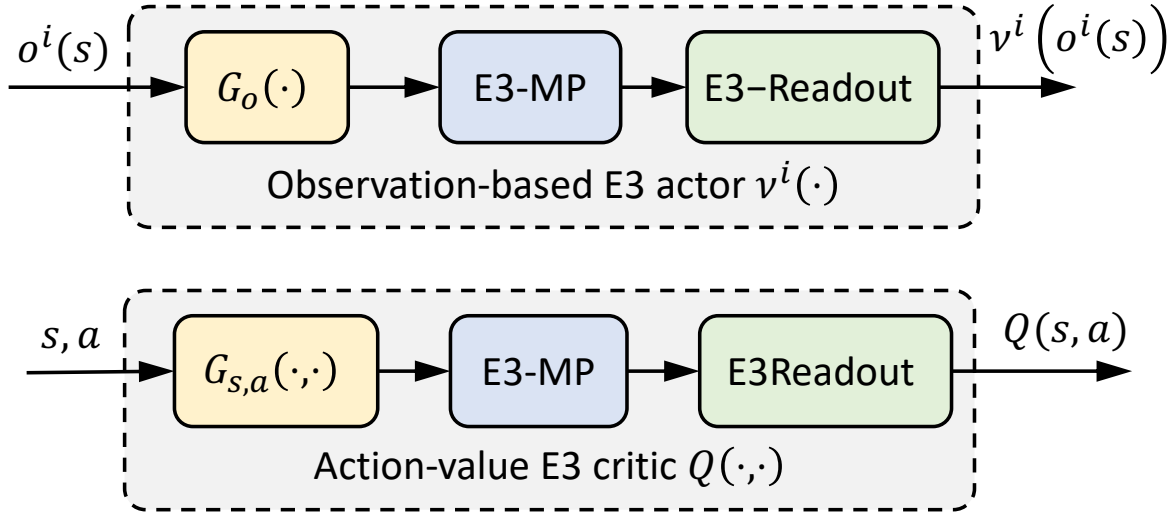 o^i(s)
G_o(·)
E3-MP
E3−Readout
ν^i(o^i(s))
Observation-based E3 actor ν^i(·)
s, a
G_{s,a}(·,·)
E3-MP
E3Readout
Q(s, a)
Action-value E3 critic Q(·,·)